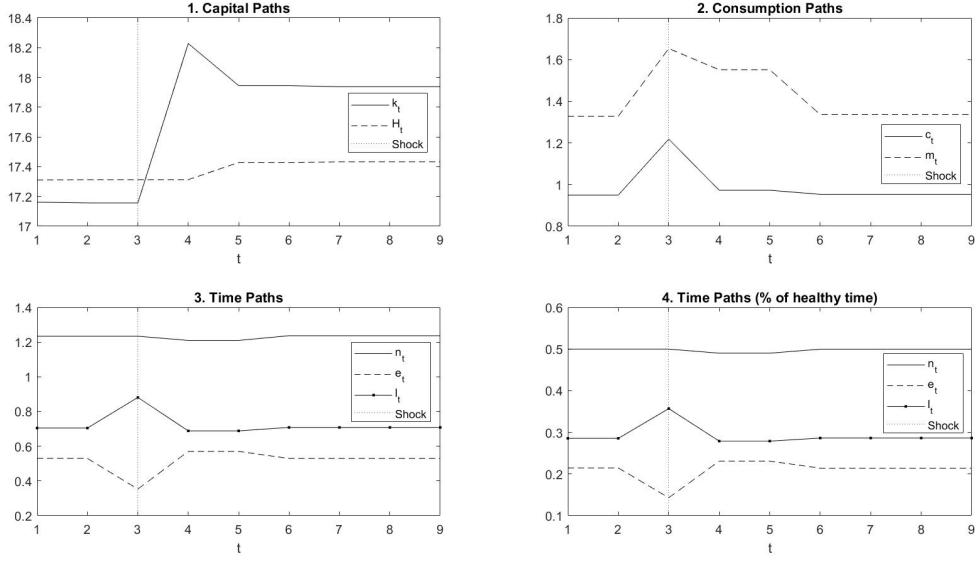 1. Capital Paths
18.4
18.2
18
17.8
17.6
17.4
17.2
17
1 2 3 4 5 6 7 8 9
t
k_t
H_t
Shock
2. Consumption Paths
1.8
1.6
1.4
1.2
1
0.8
1 2 3 4 5 6 7 8 9
t
c_t
m_t
Shock
3. Time Paths
1.4
1.2
1
0.8
0.6
0.4
0.2
1 2 3 4 5 6 7 8 9
t
n_t
e_t
l_t
Shock
4. Time Paths (% of healthy time)
0.6
0.5
0.4
0.3
0.2
0.1
1 2 3 4 5 6 7 8 9
t
n_t
e_t
l_t
Shock